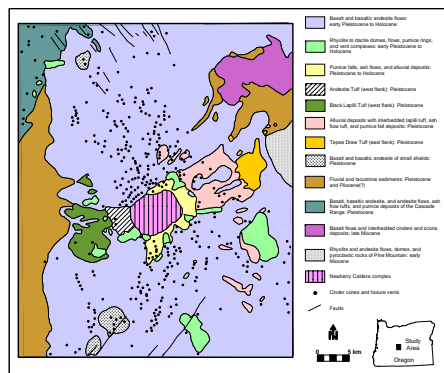 Basalt and basaltic andesite flows:
early Pleistocene to Holocene
Rhyolite to dacite domes, flows, pumice rings,
and vent complexes: early Pleistocene to
Holocene
Pumice falls, ash flows, and alluvial deposits:
Pleistocene to Holocene
Andesite Tuff (west flank): Pleistocene
Black Lapilli Tuff (west flank): Pleistocene
Alluvial deposits with interbedded lapilli tuff, ash
flow tuff, and pumice fall deposits: Pleistocene
Tepee Draw Tuff (east flank): Pleistocene
Basalt and basaltic andesite of small shields:
Pleistocene
Fluvial and lacustrine sediments: Pleistocene
and Pliocene(?)
Basalt, basaltic andesite, and andesite flows, ash
flow tuffs, and pumice deposits of the Cascade
Range: Pleistocene
Basalt flows and interbedded cinders and scoria
deposits: late Miocene
Rhyolite and andesite flows, domes, and
pyroclastic rocks of Pine Mountain: early
Miocene
Newberry Caldera complex
Cinder cones and fissure vents
Faults
N
0 5 km
Study
Area
Oregon